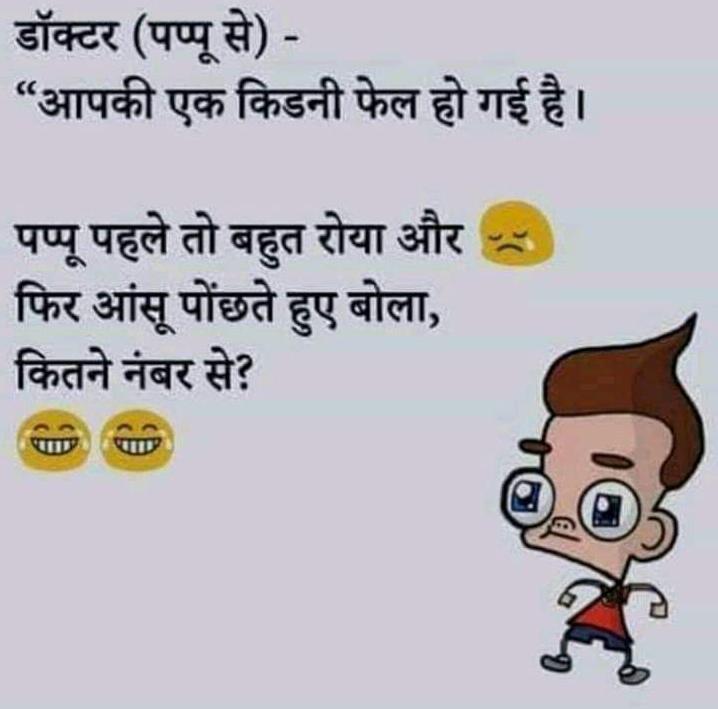 डॉक्टर (पप्पू से) -
“आपकी एक किडनी फेल हो गई है।
पप्पू पहले तो बहुत रोया और 😢
फिर आंसू पोंछते हुए बोला,
कितने नंबर से?
😂😂